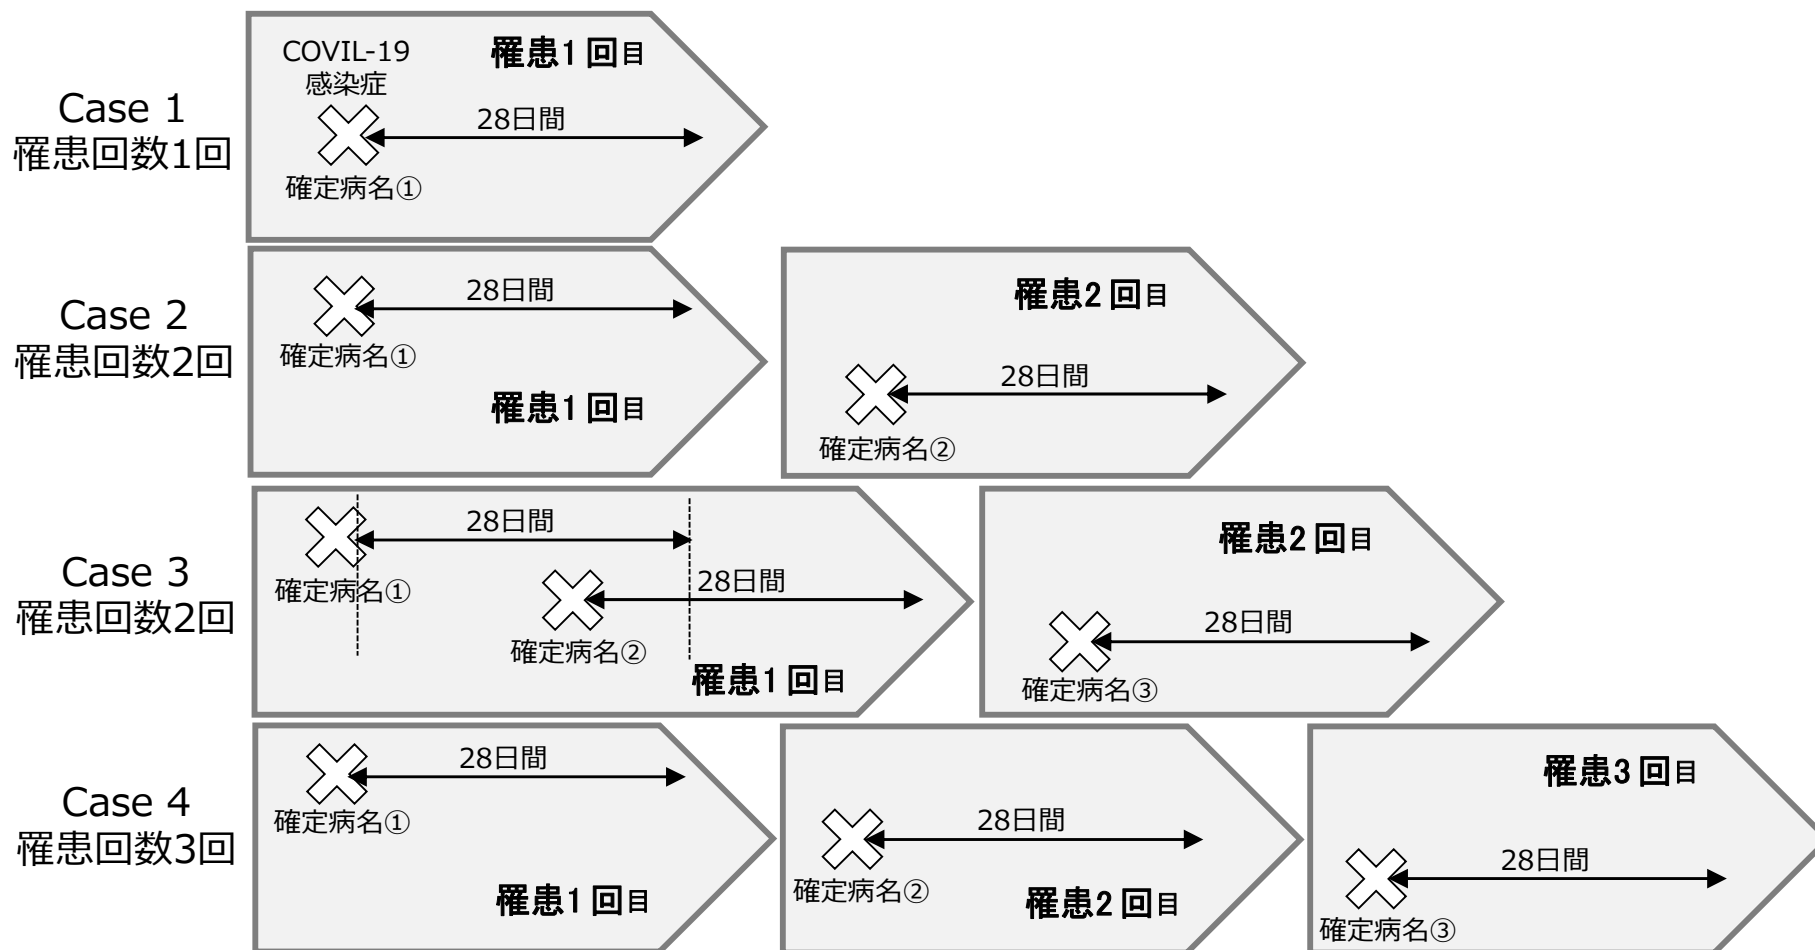 Case 1
罹患回数1回
COVIL-19
感染症
罹患1回目
28日間
確定病名①
Case 2
罹患回数2回
28日間
確定病名①
罹患1回目
罹患2回目
28日間
確定病名②
Case 3
罹患回数2回
28日間
確定病名①
28日間
確定病名②
罹患1回目
罹患2回目
28日間
確定病名③
Case 4
罹患回数3回
28日間
確定病名①
罹患1回目
28日間
確定病名②
罹患2回目
罹患3回目
28日間
確定病名③